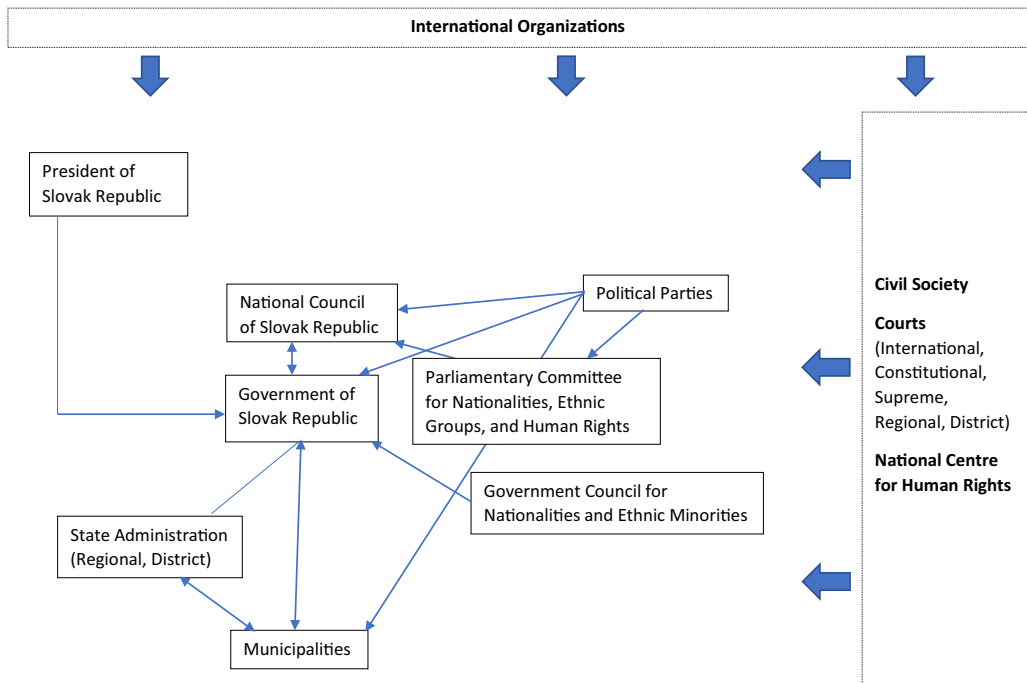 International Organizations
President of
Slovak Republic
National Council
of Slovak Republic
Political Parties
Government of
Slovak Republic
Parliamentary Committee
for Nationalities, Ethnic
Groups, and Human Rights
Government Council for
Nationalities and Ethnic Minorities
State Administration
(Regional, District)
Municipalities
Civil Society
Courts
(International,
Constitutional,
Supreme,
Regional, District)
National Centre
for Human Rights